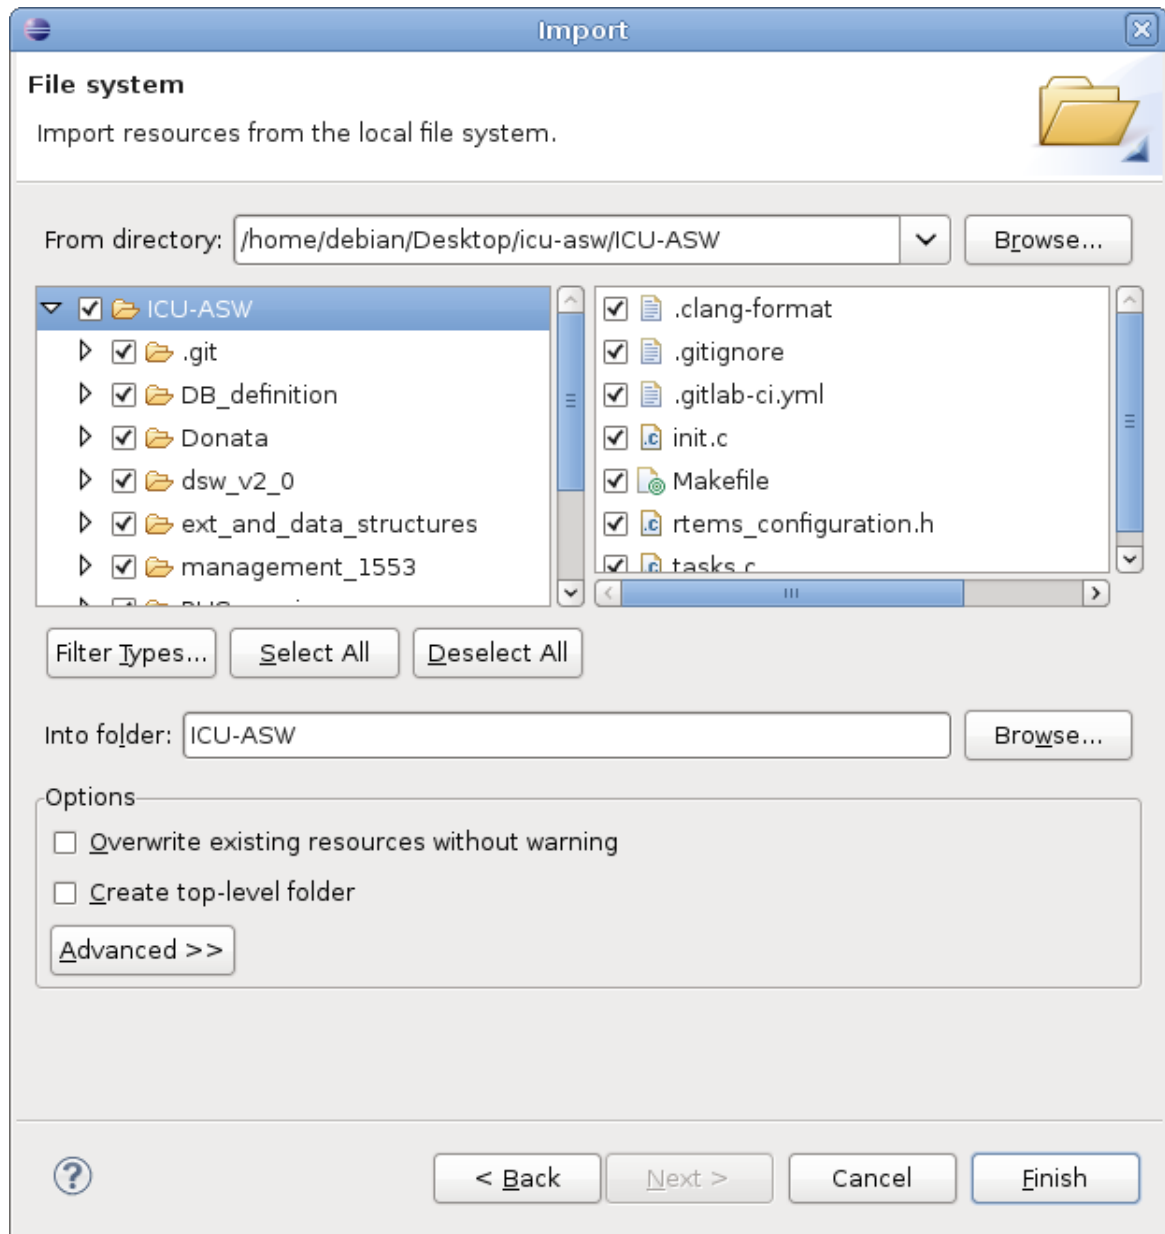 Import
File system
Import resources from the local file system.
From directory: /home/debian/Desktop/icu-asw/ICU-ASW Browse...
ICU-ASW
.git
DB_definition
Donata
dsw_v2_0
ext_and_data_structures
management_1553
.clang-format
.gitignore
.gitlab-ci.yml
init.c
Makefile
rtems_configuration.h
tasks.c
Filter Types... Select All Deselect All
Into folder: ICU-ASW Browse...
Options
Overwrite existing resources without warning
Create top-level folder
Advanced >>
< Back Next > Cancel Finish